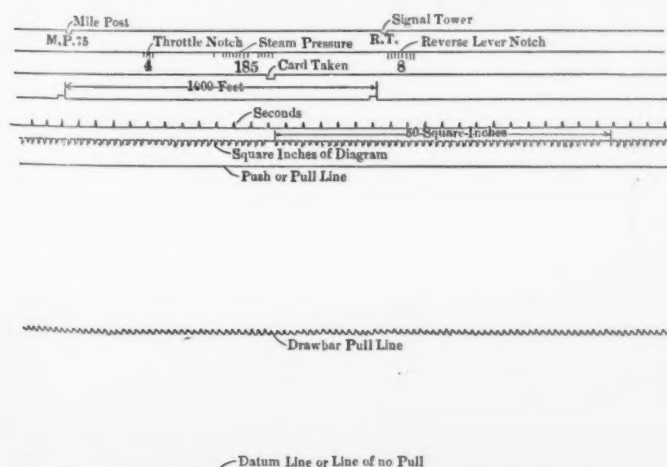 Mile Post Signal Tower
M.P.75 Throttle Notch Steam Pressure R.T. Reverse Lever Notch
4 185 Card Taken 8
1000 Feet
Seconds
50 Square Inches
Square Inches of Diagram
Push or Pull Line
Drawbar Pull Line
Datum Line or Line of no Pull